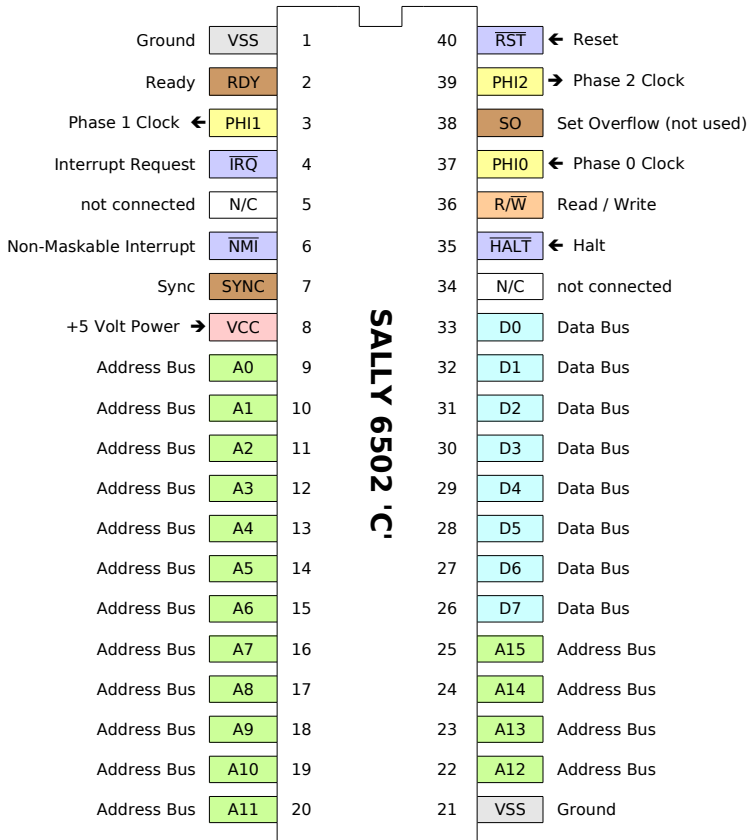 Ground VSS 1 40 RST Reset
Ready RDY 2 39 PHI2 Phase 2 Clock
Phase 1 Clock PHI1 3 38 SO Set Overflow (not used)
Interrupt Request IRQ 4 37 PHI0 Phase 0 Clock
not connected N/C 5 36 R/W Read / Write
Non-Maskable Interrupt NMI 6 35 HALT Halt
Sync SYNC 7 34 N/C not connected
+5 Volt Power VCC 8 33 D0 Data Bus
Address Bus A0 9 32 D1 Data Bus
Address Bus A1 10 31 D2 Data Bus
Address Bus A2 11 30 D3 Data Bus
Address Bus A3 12 29 D4 Data Bus
Address Bus A4 13 28 D5 Data Bus
Address Bus A5 14 27 D6 Data Bus
Address Bus A6 15 26 D7 Data Bus
Address Bus A7 16 25 A15 Address Bus
Address Bus A8 17 24 A14 Address Bus
Address Bus A9 18 23 A13 Address Bus
Address Bus A10 19 22 A12 Address Bus
Address Bus A11 20 21 VSS Ground
SALLY 6502 'C'